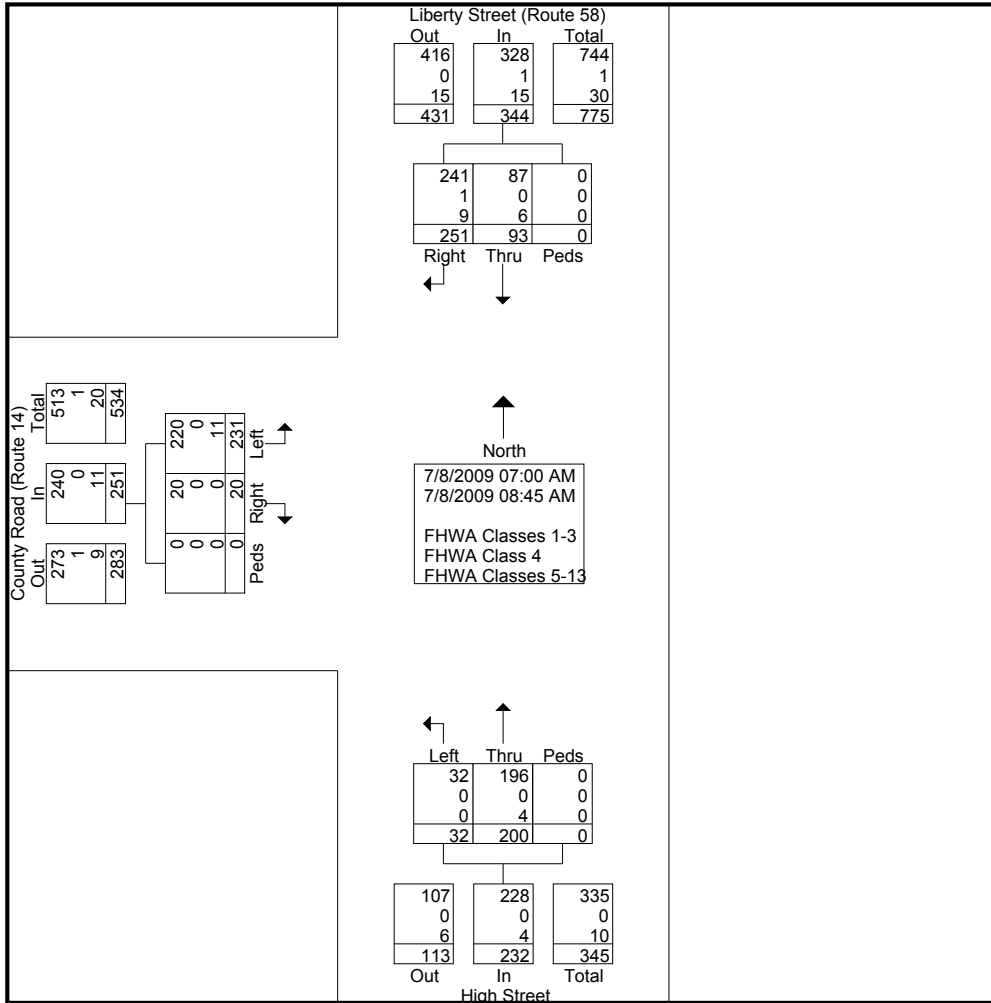 Liberty Street (Route 58)
Out In Total
416 328 744
0 1 1
15 15 30
431 344 775
241 87 0
1 0 0
9 6 0
251 93 0
Right Thru Peds
County Road (Route 14)
Out In Total
273 240 513
1 0 1
9 11 20
283 251 534
0 20 220
0 0 0
0 0 11
0 20 231
Peds Right Left
North
7/8/2009 07:00 AM
7/8/2009 08:45 AM
FHWA Classes 1-3
FHWA Class 4
FHWA Classes 5-13
Left Thru Peds
32 196 0
0 0 0
0 4 0
32 200 0
107 228 335
0 0 0
6 4 10
113 232 345
Out In Total
High Street